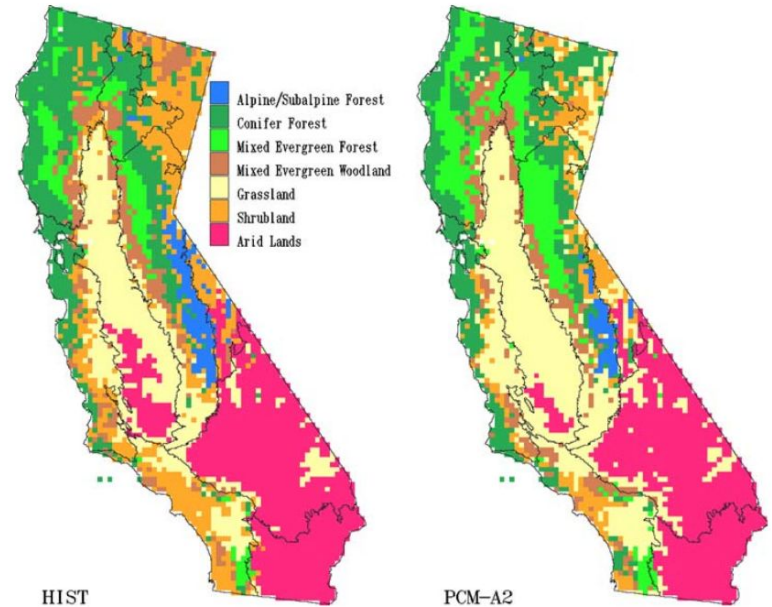 Alpine/Subalpine Forest
Conifer Forest
Mixed Evergreen Forest
Mixed Evergreen Woodland
Grassland
Shrubland
Arid Lands
HIST
PCM-A2